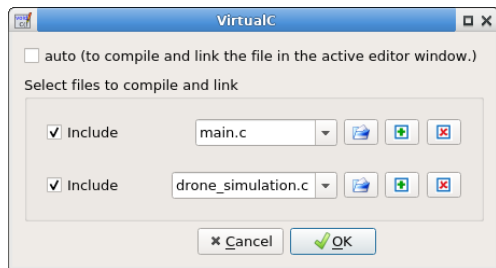 VirtualC
auto (to compile and link the file in the active editor window.)
Select files to compile and link
Include main.c
Include drone_simulation.c
Cancel OK